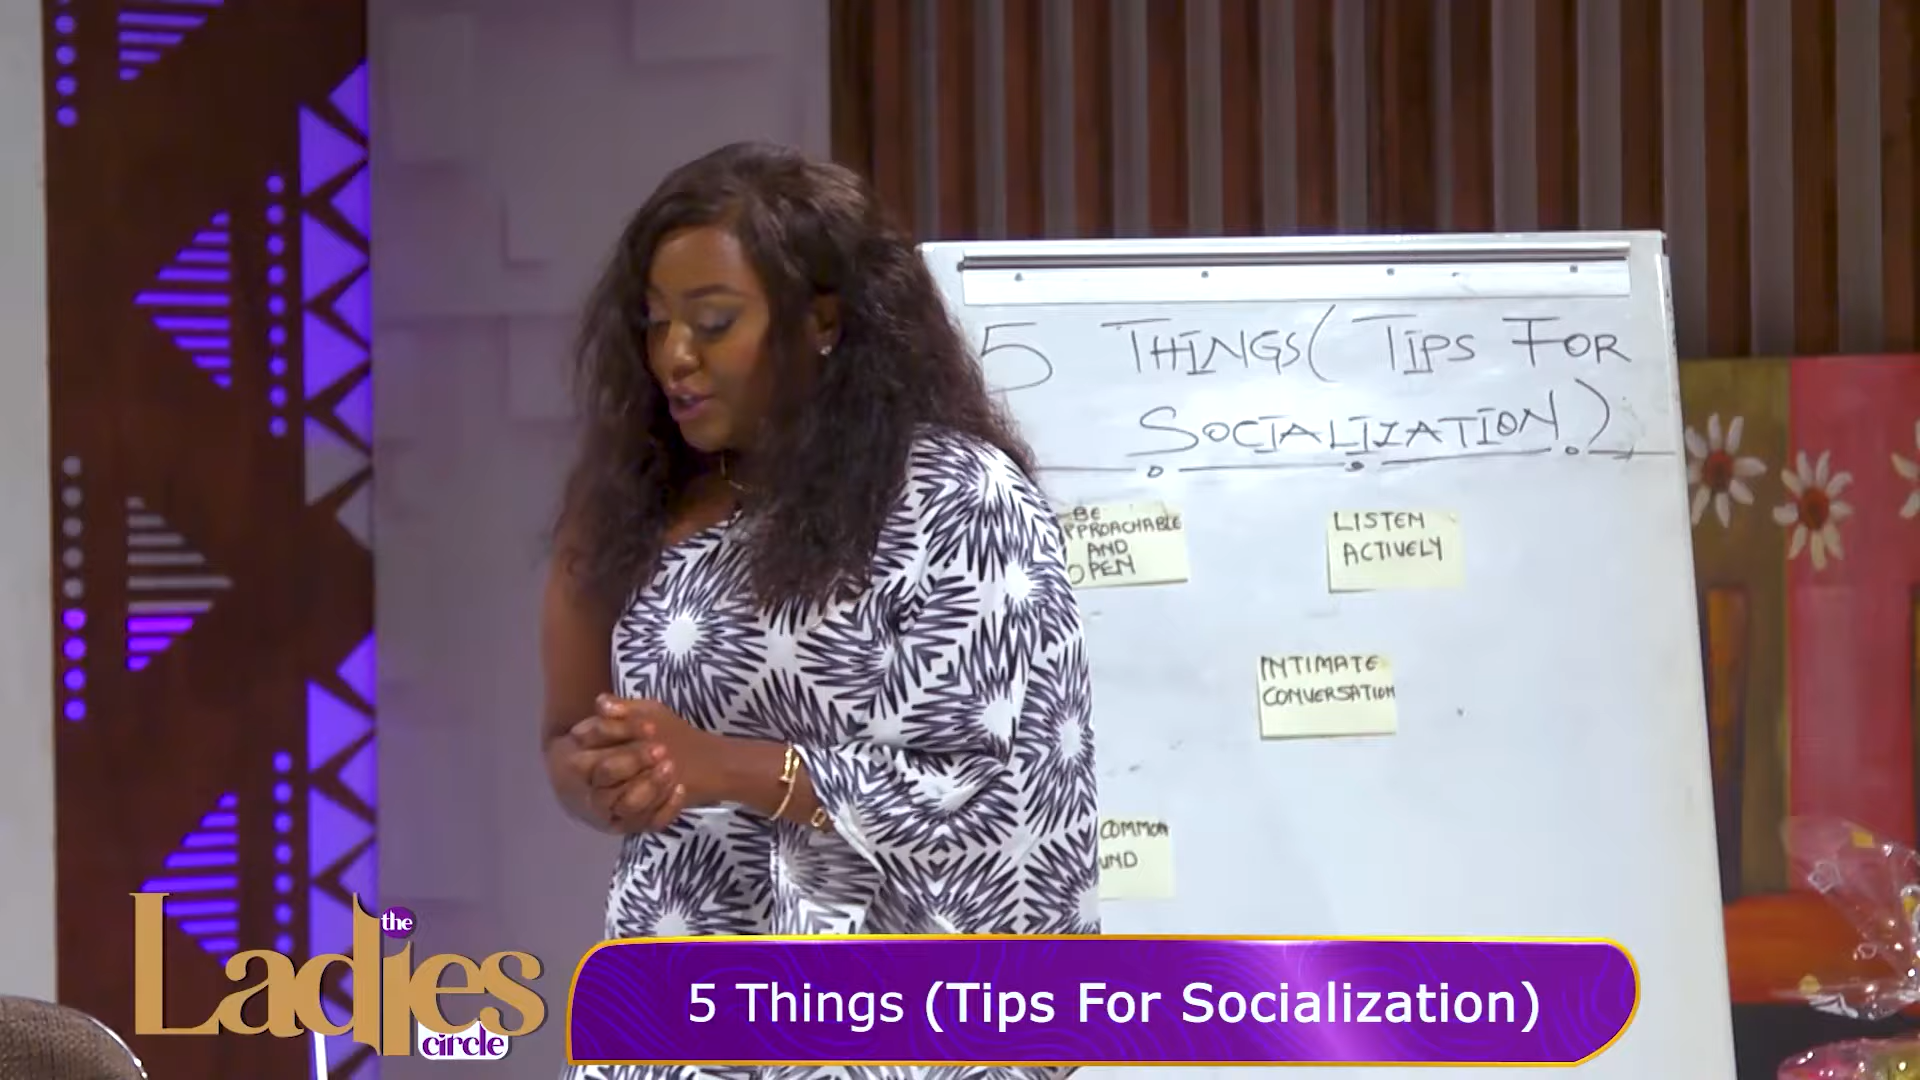 5 THINGS ( TIPS FOR
SOCIALIZATION.)
BE
APPROACHABLE
AND
OPEN
LISTEN
ACTIVELY
INTIMATE
CONVERSATION
COMMON
the
Ladies
circle
5 Things (Tips For Socialization)